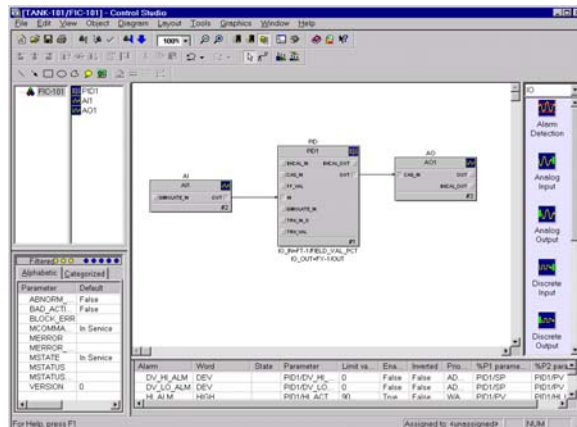 [TANK-101/FIC-101] - Control Studio
File Edit View Object Diagram Layout Tools Graphics Window Help
100%
FIC-101
PID1
AI1
AO1
IO
Alarm
Detection
Analog
Input
Analog
Output
Discrete
Input
Discrete
Output
AI
AI1
SIMULATE_IN OUT
#2
PID
PID1
BKCAL_IN BKCAL_OUT
CAS_IN OUT
FF_VAL
IN
SIMULATE_IN
TRK_IN_D
TRK_VAL
#1
IO_IN=FT-1/FIELD_VAL_PCT
IO_OUT=FY-1/OUT
AO
AO1
CAS_IN OUT
BKCAL_OUT
#3
Filtered
Alphabetic Categorized
Parameter Default
ABNORM_... False
BAD_ACTI... False
BLOCK_ERR
MCOMMA... In Service
MERROR
MERROR_...
MSTATE In Service
MSTATUS
MSTATUS...
VERSION 0
Alarm Word State Parameter Limit va... Ena... Inverted Prio... %P1 parame... %P2 para
DV_HI_ALM DEV PID1/DV_HI_... 0 False False AD... PID1/SP PID1/PV
DV_LO_ALM DEV PID1/DV_LO... 0 False False AD... PID1/SP PID1/PV
HI_ALM HIGH PID1/HI_ACT 90 True False WA... PID1/PV
For Help, press F1
Assigned to: <unassigned> NUM